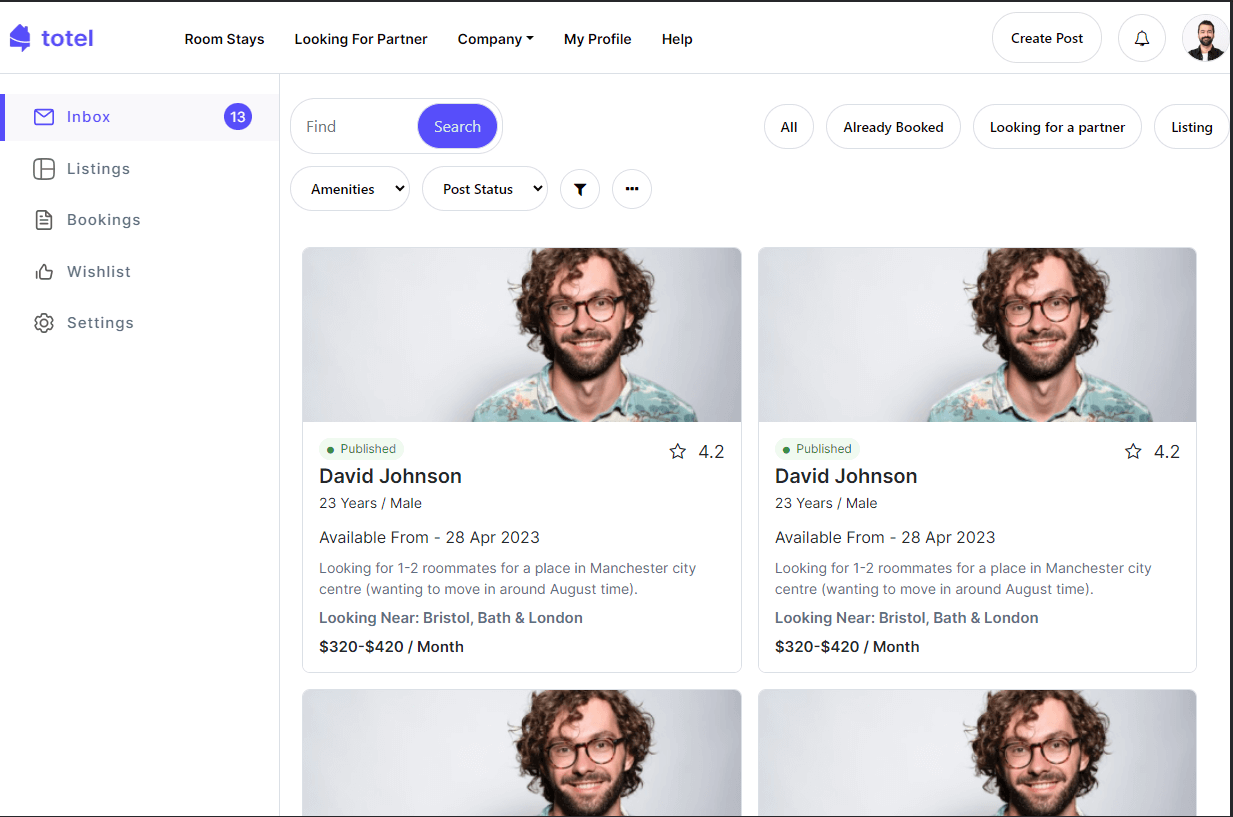 totel
Room Stays
Looking For Partner
Company
My Profile
Help
Create Post
Inbox
13
Listings
Bookings
Wishlist
Settings
Find
Search
All
Already Booked
Looking for a partner
Listing
Amenities
Post Status
Published
4.2
David Johnson
23 Years / Male
Available From - 28 Apr 2023
Looking for 1-2 roommates for a place in Manchester city
centre (wanting to move in around August time).
Looking Near: Bristol, Bath & London
$320-$420 / Month
Published
4.2
David Johnson
23 Years / Male
Available From - 28 Apr 2023
Looking for 1-2 roommates for a place in Manchester city
centre (wanting to move in around August time).
Looking Near: Bristol, Bath & London
$320-$420 / Month